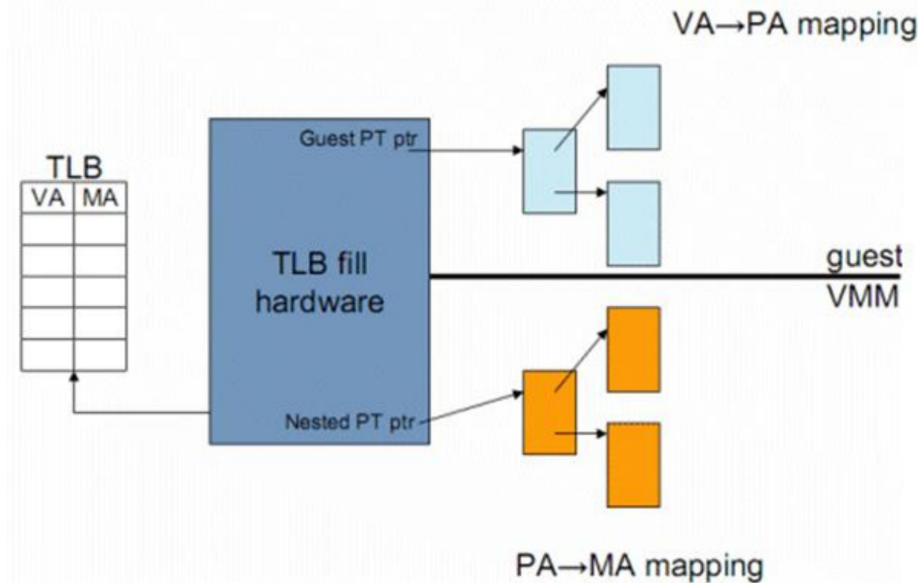 VA→PA mapping
Guest PT ptr
TLB
VA MA
TLB fill
hardware
guest
VMM
Nested PT ptr
PA→MA mapping